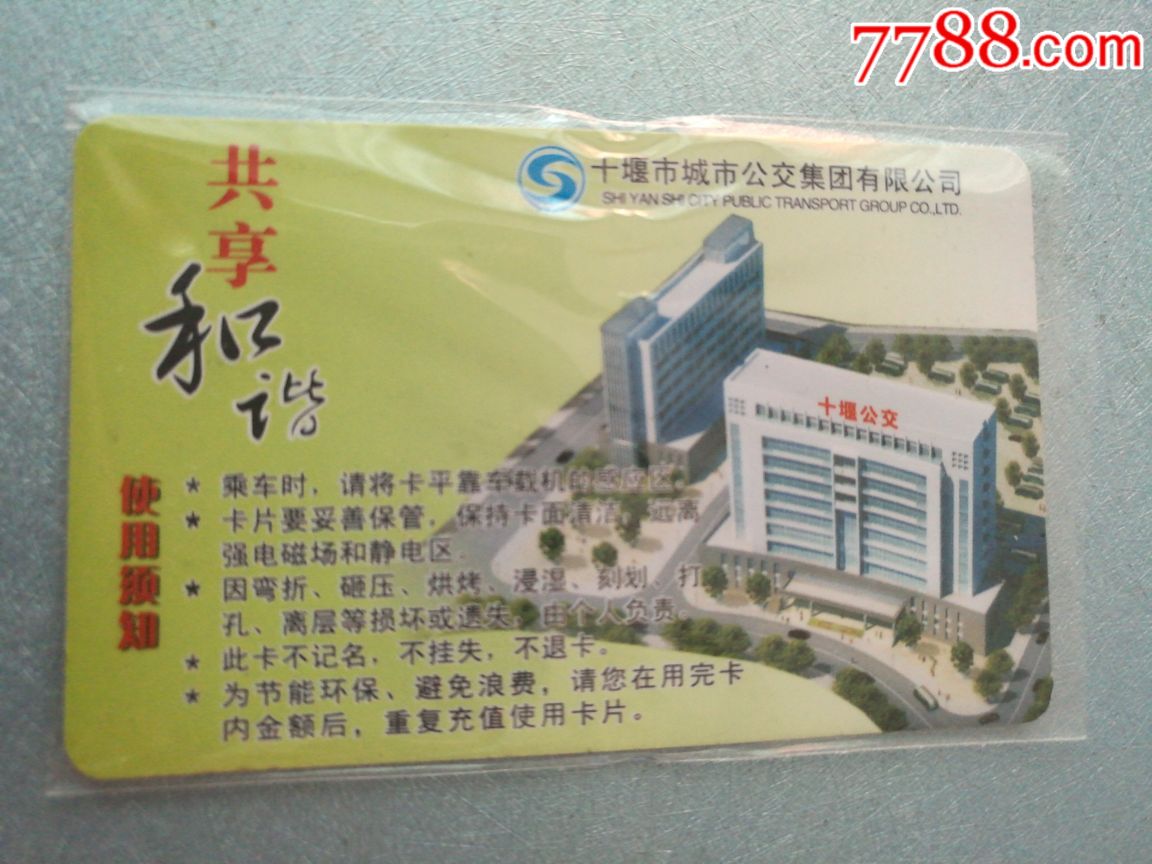 7788.com
十堰市城市公交集团有限公司
SHI YAN SHI CITY PUBLIC TRANSPORT GROUP CO.,LTD.
共享
和谐
十堰公交
使用须知
★ 乘车时，请将卡平靠车载机的感应区。
★ 卡片要妥善保管，保持卡面清洁，远离
强电磁场和静电区。
★ 因弯折、砸压、烘烤、浸湿、刻划、打
孔、离层等损坏或遗失，由个人负责。
★ 此卡不记名，不挂失，不退卡。
★ 为节能环保、避免浪费，请您在用完卡
内金额后，重复充值使用卡片。